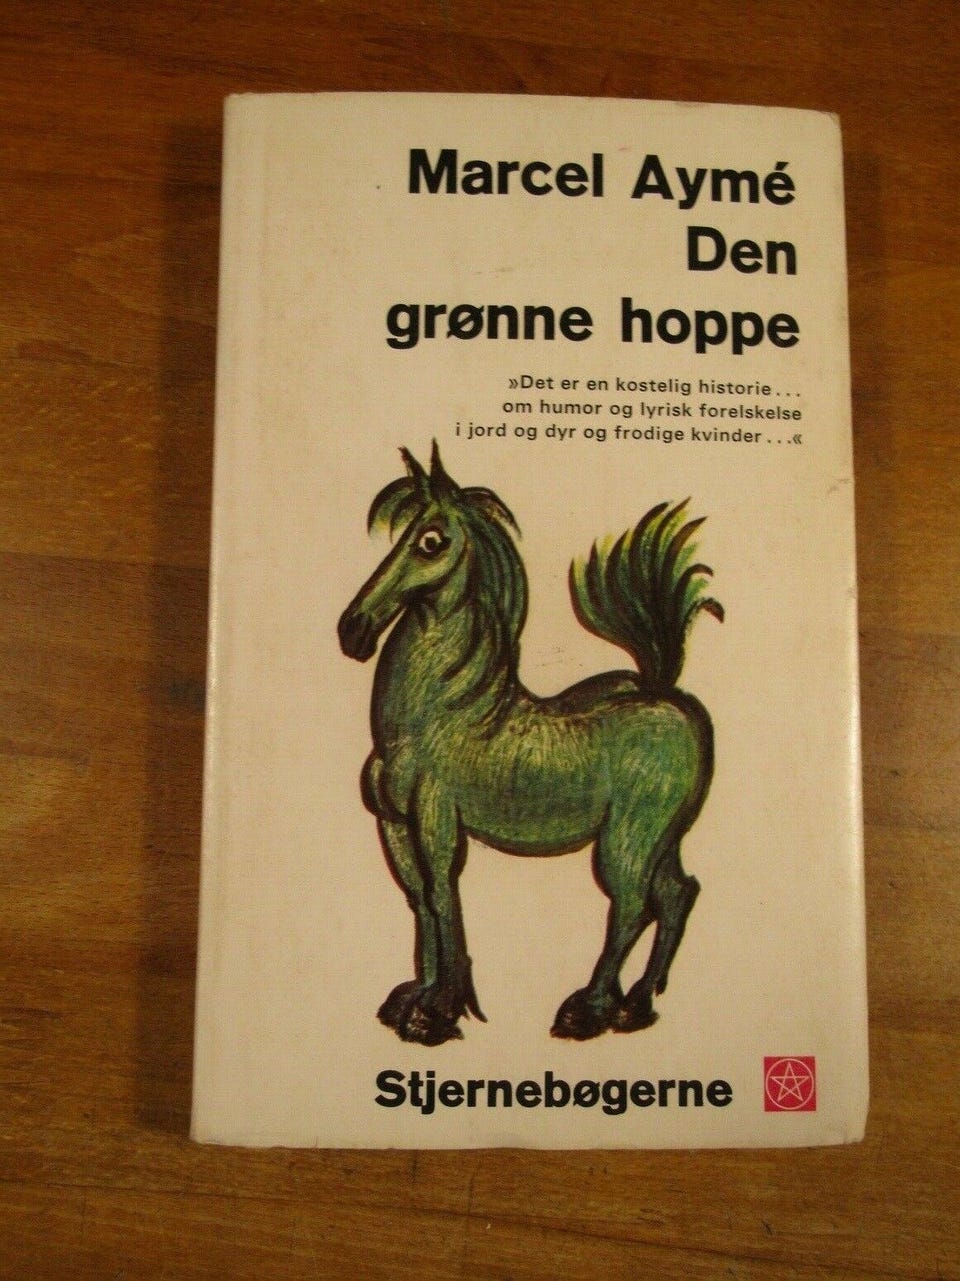 Marcel Aymé
Den
grønne hoppe
»Det er en kostelig historie...
om humor og lyrisk forelskelse
i jord og dyr og frodige kvinder...«
Stjernebøgerne